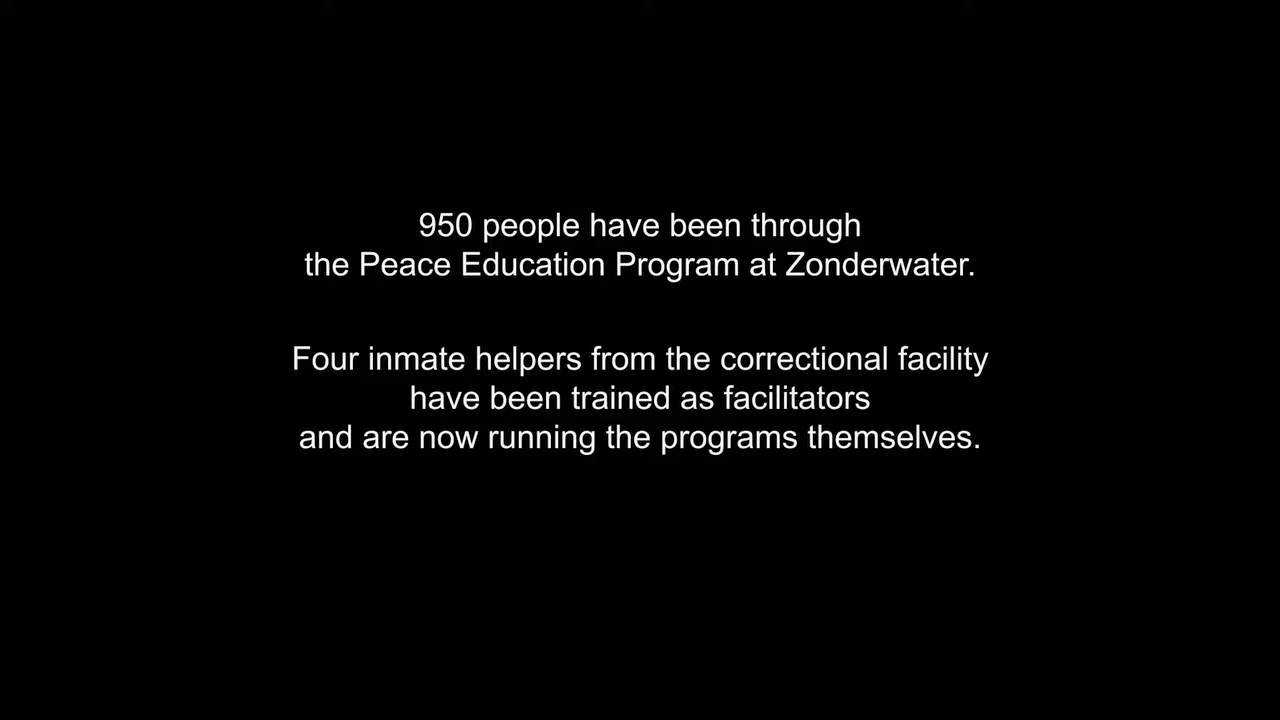 950 people have been through
the Peace Education Program at Zonderwater.
Four inmate helpers from the correctional facility
have been trained as facilitators
and are now running the programs themselves.